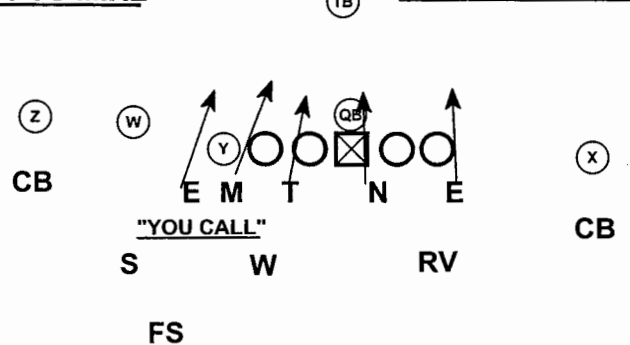 TB
Z W Y QB X
CB E M T N E
"YOU CALL" CB
S W RV
FS